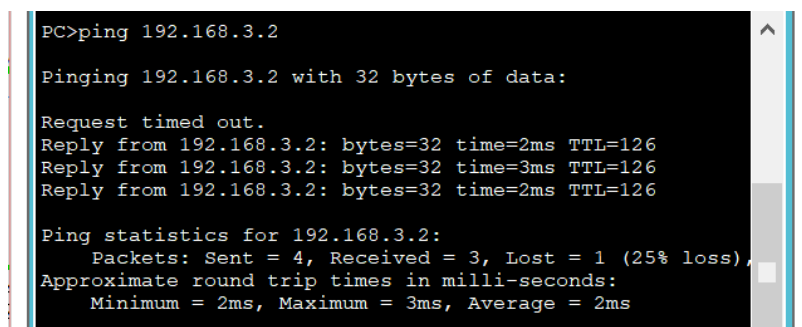 PC>ping 192.168.3.2
Pinging 192.168.3.2 with 32 bytes of data:
Request timed out.
Reply from 192.168.3.2: bytes=32 time=2ms TTL=126
Reply from 192.168.3.2: bytes=32 time=3ms TTL=126
Reply from 192.168.3.2: bytes=32 time=2ms TTL=126
Ping statistics for 192.168.3.2:
Packets: Sent = 4, Received = 3, Lost = 1 (25% loss),
Approximate round trip times in milli-seconds:
Minimum = 2ms, Maximum = 3ms, Average = 2ms